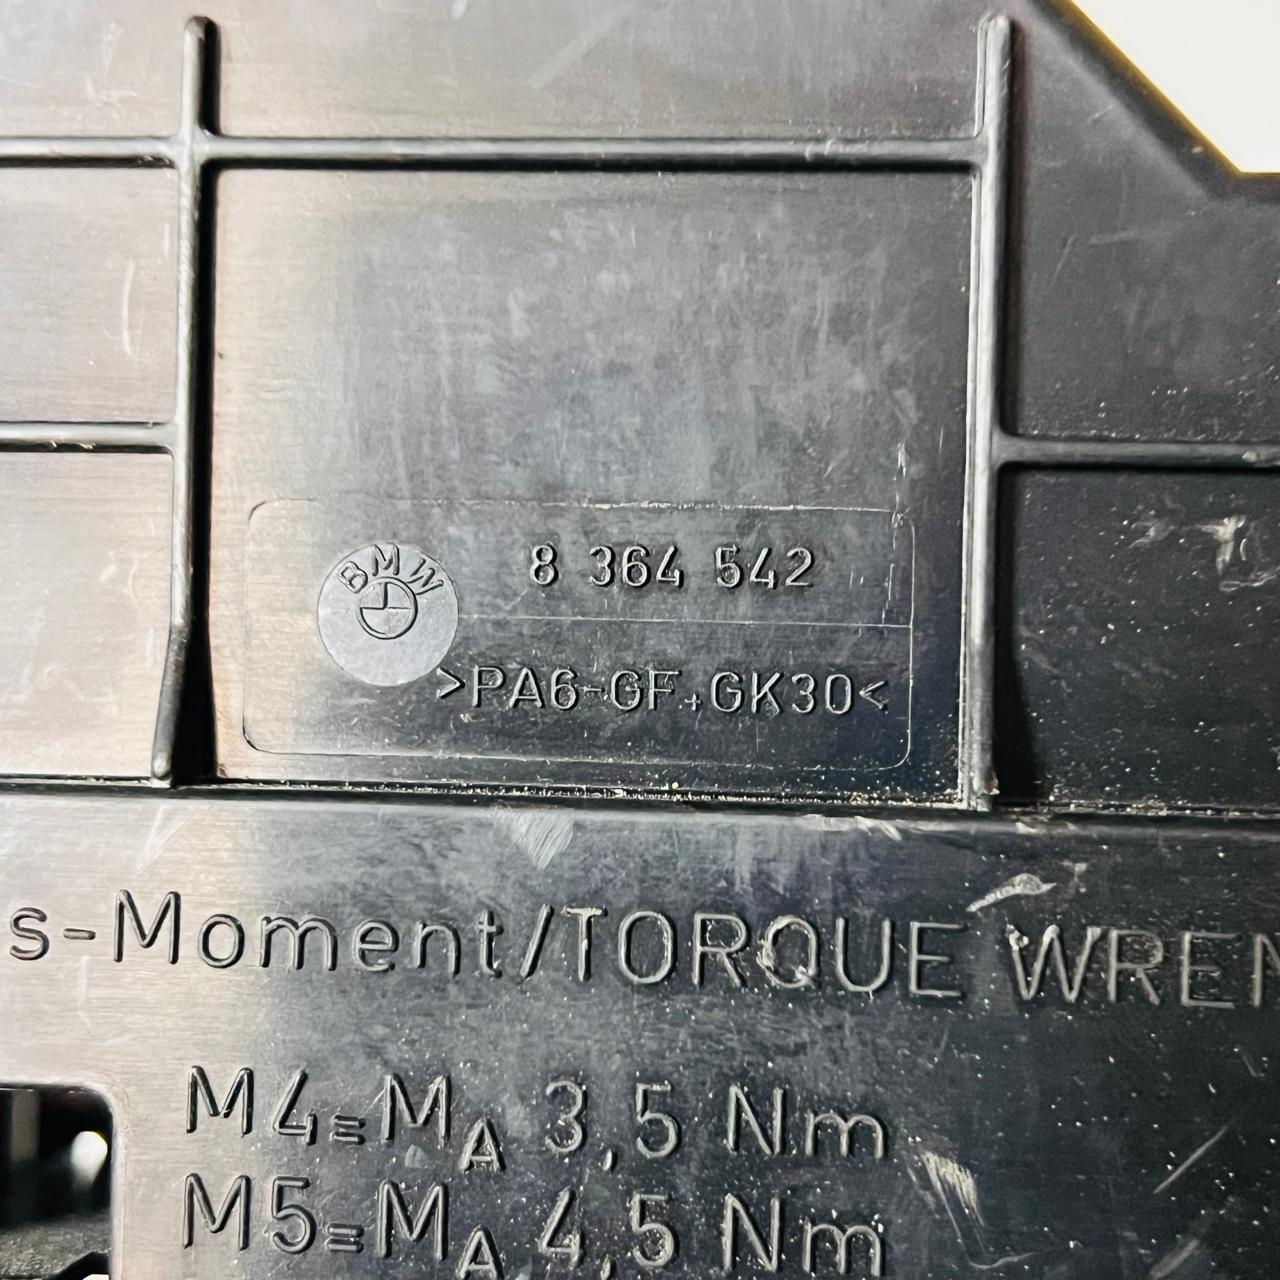 BMW
8 364 542
>PA6-GF+GK30<
s-Moment/TORQUE WREN
M4=MA 3,5 Nm
M5=MA 4,5 Nm